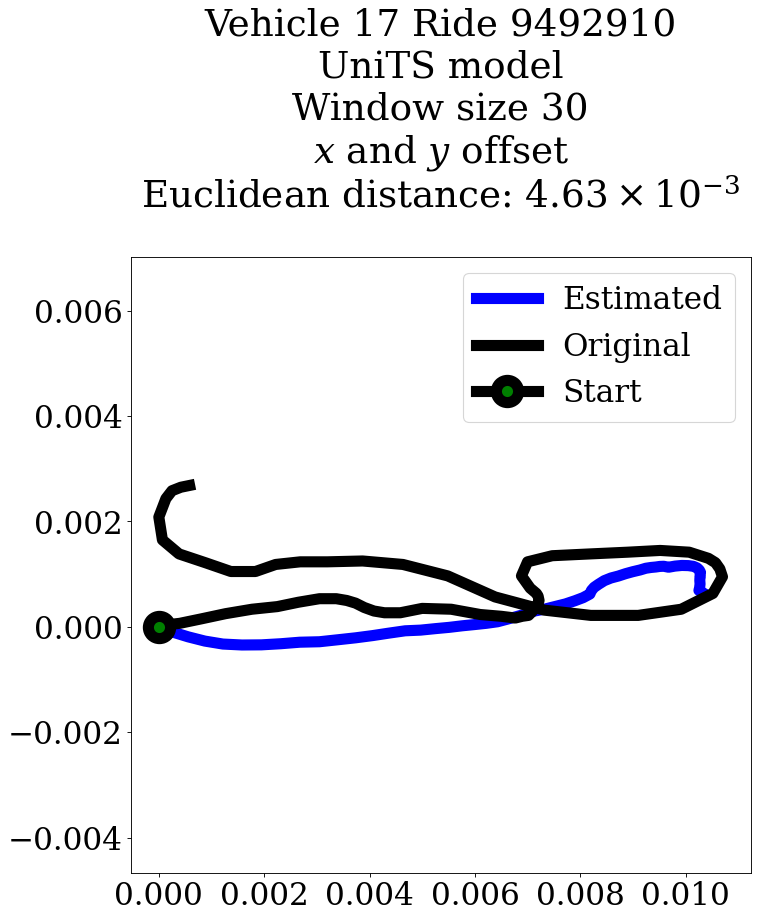 Vehicle 17 Ride 9492910
UniTS model
Window size 30
x and y offset
Euclidean distance: 4.63 × 10⁻³
Estimated
Original
Start
0.006
0.004
0.002
0.000
−0.002
−0.004
0.000 0.002 0.004 0.006 0.008 0.010